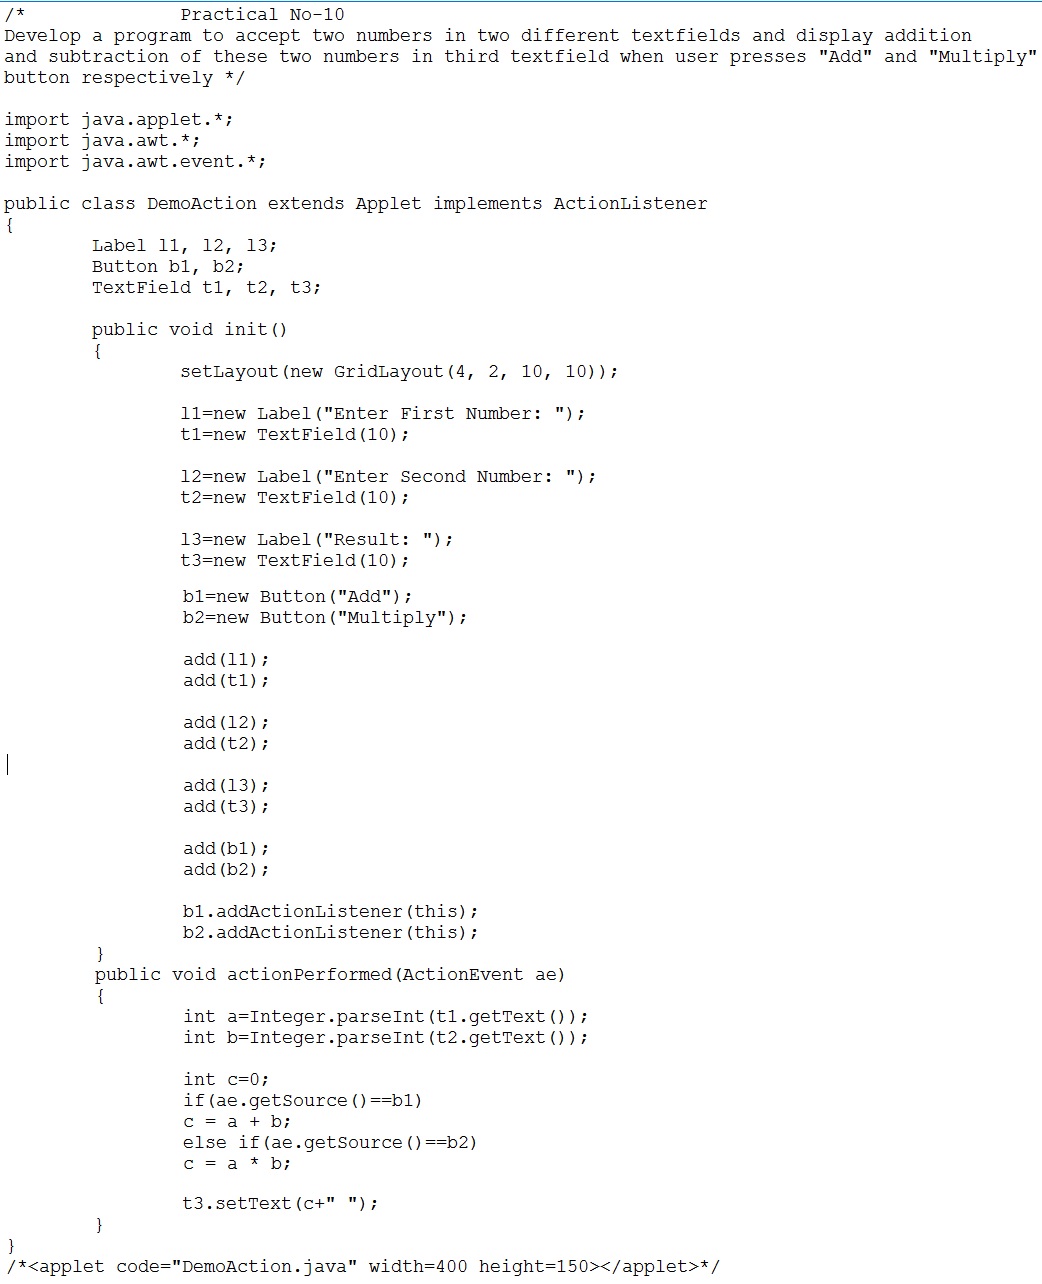 /* Practical No-10
Develop a program to accept two numbers in two different textfields and display addition
and subtraction of these two numbers in third textfield when user presses "Add" and "Multiply"
button respectively */
import java.applet.*;
import java.awt.*;
import java.awt.event.*;
public class DemoAction extends Applet implements ActionListener
{
Label l1, l2, l3;
Button b1, b2;
TextField t1, t2, t3;
public void init()
{
setLayout(new GridLayout(4, 2, 10, 10));
l1=new Label("Enter First Number: ");
t1=new TextField(10);
l2=new Label("Enter Second Number: ");
t2=new TextField(10);
l3=new Label("Result: ");
t3=new TextField(10);
b1=new Button("Add");
b2=new Button("Multiply");
add(l1);
add(t1);
add(l2);
add(t2);
add(l3);
add(t3);
add(b1);
add(b2);
b1.addActionListener(this);
b2.addActionListener(this);
}
public void actionPerformed(ActionEvent ae)
{
int a=Integer.parseInt(t1.getText());
int b=Integer.parseInt(t2.getText());
int c=0;
if(ae.getSource()==b1)
c = a + b;
else if(ae.getSource()==b2)
c = a * b;
t3.setText(c+" ");
}
}
/*<applet code="DemoAction.java" width=400 height=150></applet>*/